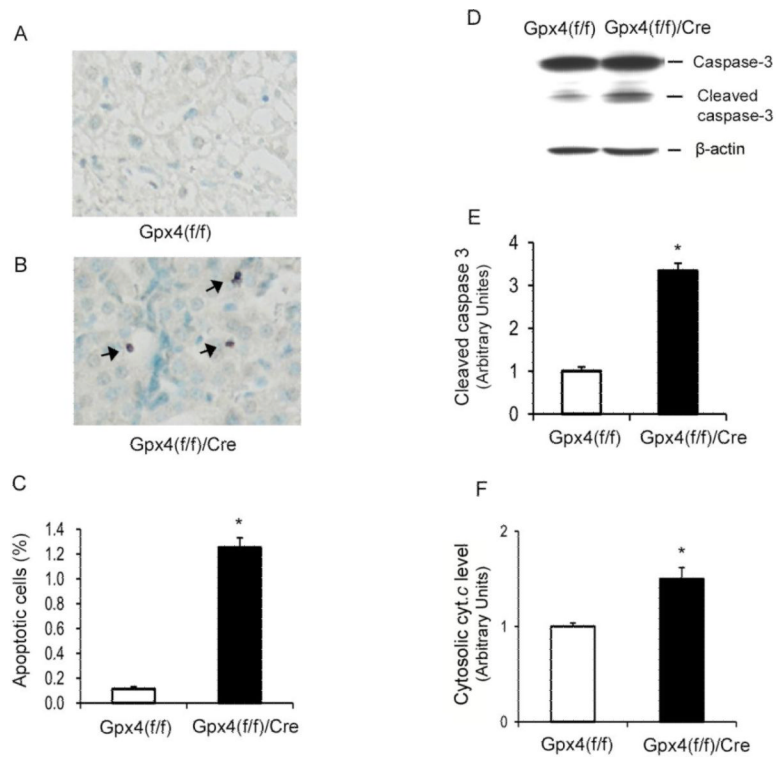 A
Gpx4(f/f)
B
Gpx4(f/f)/Cre
C
Apoptotic cells (%)
1.4
1.2
1.0
0.8
0.6
0.4
0.2
0.0
*
Gpx4(f/f) Gpx4(f/f)/Cre
D
Gpx4(f/f) Gpx4(f/f)/Cre
Caspase-3
Cleaved
caspase-3
β-actin
E
Cleaved caspase 3
(Arbitrary Unites)
4
3
2
1
0
*
Gpx4(f/f) Gpx4(f/f)/Cre
F
Cytosolic cyt.c level
(Arbitrary Units)
2
1
0
*
Gpx4(f/f) Gpx4(f/f)/Cre